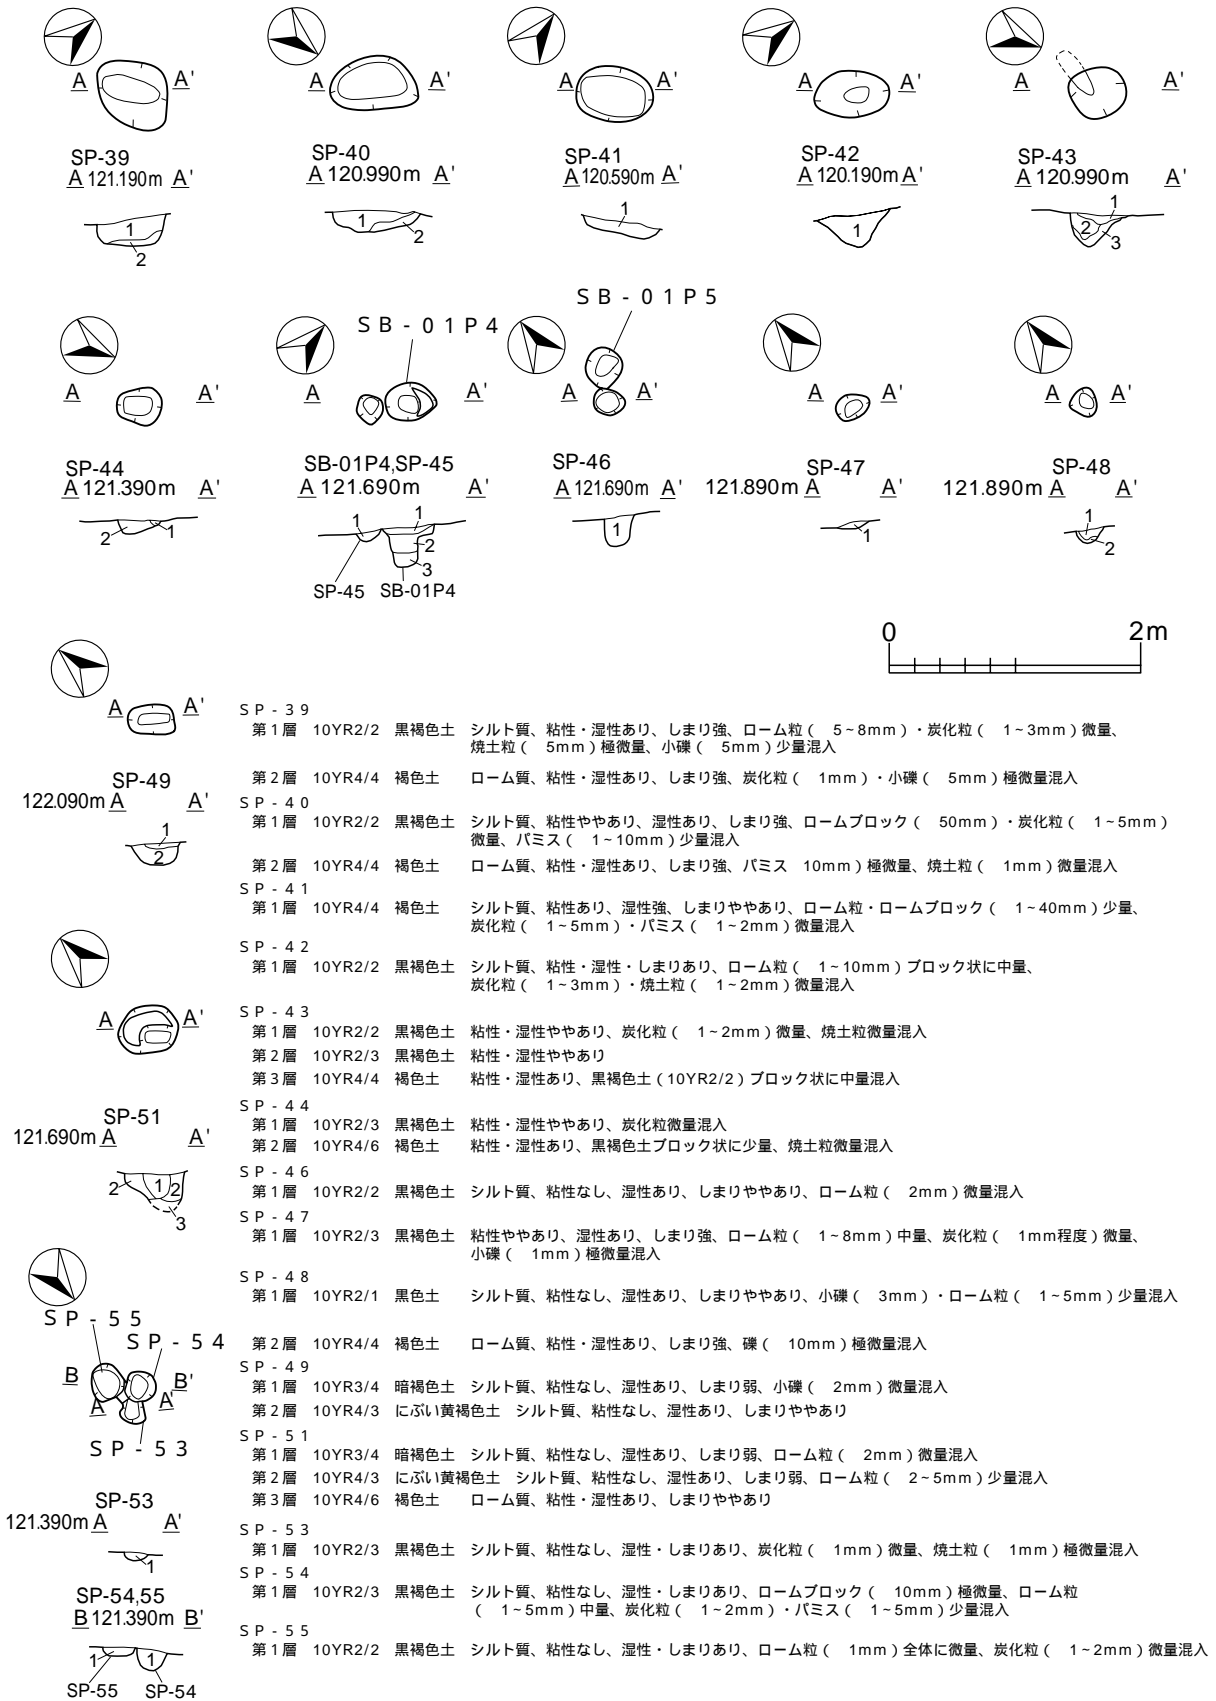 A A'
A A'
A A'
A A'
A A'
SP-39
A 121.190m A'
1
2
SP-40
A 120.990m A'
1
2
SP-41
A 120.590m A'
1
SP-42
A 120.190m A'
1
SP-43
A 120.990m A'
1
2
3
SB-01P4
SB-01P5
A A'
A A'
A A'
A A'
A A'
SP-44
A 121.390m A'
2 1
SB-01P4,SP-45
A 121.690m A'
1 1
2
3
SP-45 SB-01P4
SP-46
A 121.690m A'
1
SP-47
121.890m A A'
1
SP-48
121.890m A A'
1
2
0 2m
A A'
SP-49
122.090m A A'
1
2
A A'
SP-51
121.690m A A'
2 1 2
3
SP-55
SP-54
B B'
A A'
SP-53
SP-53
121.390m A A'
1
SP-54,55
B 121.390m B'
1 1
SP-55 SP-54
SP-39
第1層 10YR2/2 黒褐色土 シルト質、粘性・湿性あり、しまり強、ローム粒( 5~8mm)・炭化粒( 1~3mm)微量、
焼土粒( 5mm)極微量、小礫( 5mm)少量混入
第2層 10YR4/4 褐色土 ローム質、粘性・湿性あり、しまり強、炭化粒( 1mm)・小礫( 5mm)極微量混入
SP-40
第1層 10YR2/2 黒褐色土 シルト質、粘性ややあり、湿性あり、しまり強、ロームブロック( 50mm)・炭化粒( 1~5mm)
微量、パミス( 1~10mm)少量混入
第2層 10YR4/4 褐色土 ローム質、粘性・湿性あり、しまり強、パミス 10mm)極微量、焼土粒( 1mm)微量混入
SP-41
第1層 10YR4/4 褐色土 シルト質、粘性あり、湿性強、しまりややあり、ローム粒・ロームブロック( 1~40mm)少量、
炭化粒( 1~5mm)・パミス( 1~2mm)微量混入
SP-42
第1層 10YR2/2 黒褐色土 シルト質、粘性・湿性・しまりあり、ローム粒( 1~10mm)ブロック状に中量、
炭化粒( 1~3mm)・焼土粒( 1~2mm)微量混入
SP-43
第1層 10YR2/2 黒褐色土 粘性・湿性ややあり、炭化粒( 1~2mm)微量、焼土粒微量混入
第2層 10YR2/3 黒褐色土 粘性・湿性ややあり
第3層 10YR4/4 褐色土 粘性・湿性あり、黒褐色土(10YR2/2)ブロック状に中量混入
SP-44
第1層 10YR2/3 黒褐色土 粘性・湿性ややあり、炭化粒微量混入
第2層 10YR4/6 褐色土 粘性・湿性あり、黒褐色土ブロック状に少量、焼土粒微量混入
SP-46
第1層 10YR2/2 黒褐色土 シルト質、粘性なし、湿性あり、しまりややあり、ローム粒( 2mm)微量混入
SP-47
第1層 10YR2/3 黒褐色土 粘性ややあり、湿性あり、しまり強、ローム粒( 1~8mm)中量、炭化粒( 1mm程度)微量、
小礫( 1mm)極微量混入
SP-48
第1層 10YR2/1 黒色土 シルト質、粘性なし、湿性あり、しまりややあり、小礫( 3mm)・ローム粒( 1~5mm)少量混入
第2層 10YR4/4 褐色土 ローム質、粘性・湿性あり、しまり強、礫( 10mm)極微量混入
SP-49
第1層 10YR3/4 暗褐色土 シルト質、粘性なし、湿性あり、しまり弱、小礫( 2mm)微量混入
第2層 10YR4/3 にぶい黄褐色土 シルト質、粘性なし、湿性あり、しまりややあり
SP-51
第1層 10YR3/4 暗褐色土 シルト質、粘性なし、湿性あり、しまり弱、ローム粒( 2mm)微量混入
第2層 10YR4/3 にぶい黄褐色土 シルト質、粘性なし、湿性あり、しまり弱、ローム粒( 2~5mm)少量混入
第3層 10YR4/6 褐色土 ローム質、粘性・湿性あり、しまりややあり
SP-53
第1層 10YR2/3 黒褐色土 シルト質、粘性なし、湿性・しまりあり、炭化粒( 1mm)微量、焼土粒( 1mm)極微量混入
SP-54
第1層 10YR2/3 黒褐色土 シルト質、粘性なし、湿性・しまりあり、ロームブロック( 10mm)極微量、ローム粒
( 1~5mm)中量、炭化粒( 1~2mm)・パミス( 1~5mm)少量混入
SP-55
第1層 10YR2/2 黒褐色土 シルト質、粘性なし、湿性・しまりあり、ローム粒( 1mm)全体に微量、炭化粒( 1~2mm)微量混入